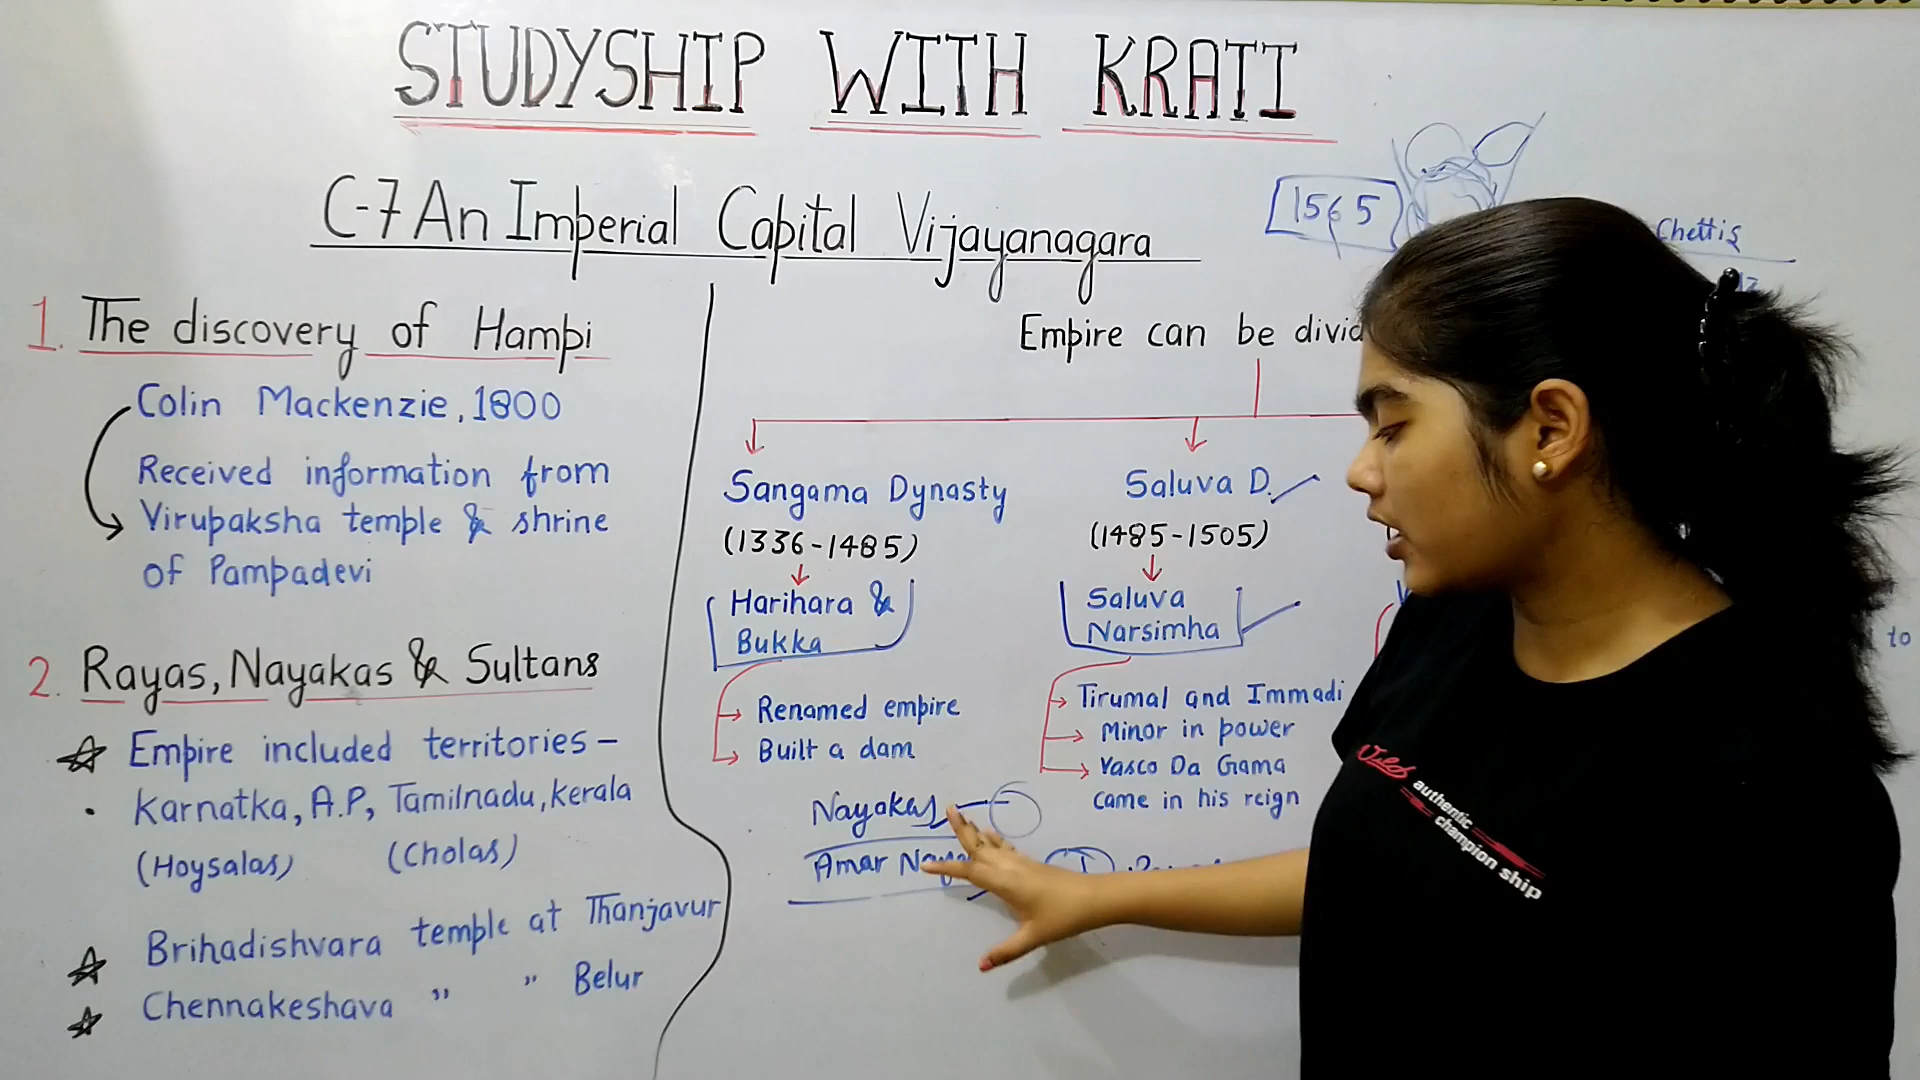 STUDYSHIP WITH KRATI
C-7 An Imperial Capital Vijayanagara
1565
Chettis
1. The discovery of Hampi
Colin Mackenzie, 1800
Received information from
Virupaksha temple & shrine
of Pampadevi
2. Rayas, Nayakas & Sultans
Empire included territories -
Karnatka, A.P, Tamilnadu, kerala
(Hoysalas) (Cholas)
Brihadishvara temple at Thanjavur
Chennakeshava " " Belur
Empire can be divid
Sangama Dynasty
(1336-1485)
Harihara &
Bukka
Renamed empire
Built a dam
Nayakas
Amar Naya
Saluva D.
(1485-1505)
Saluva
Narsimha
Tirumal and Immadi
Minor in power
Vasco Da Gama
came in his reign
to
authentic
champion ship